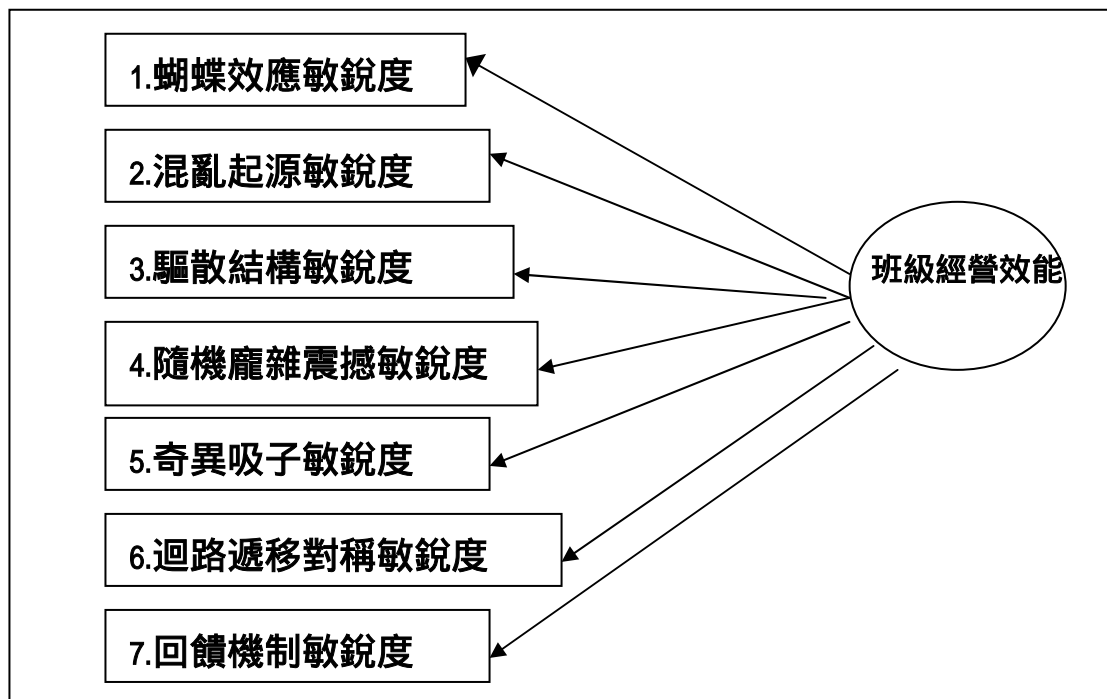 1.蝴蝶效應敏銳度
2.混亂起源敏銳度
3.驅散結構敏銳度
班級經營效能
4.隨機龐雜震撼敏銳度
5.奇異吸子敏銳度
6.迴路遞移對稱敏銳度
7.回饋機制敏銳度